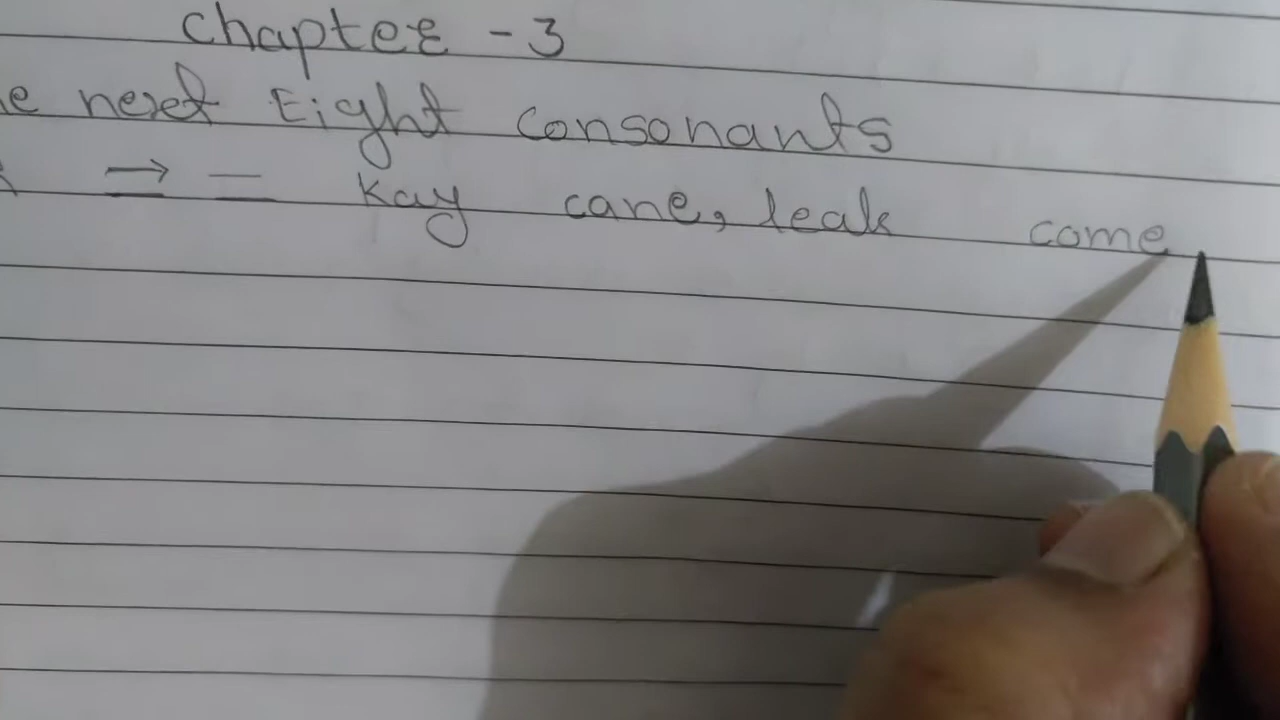 Chapter - 3
e next Eight consonants
→ — Kay cane, leak come